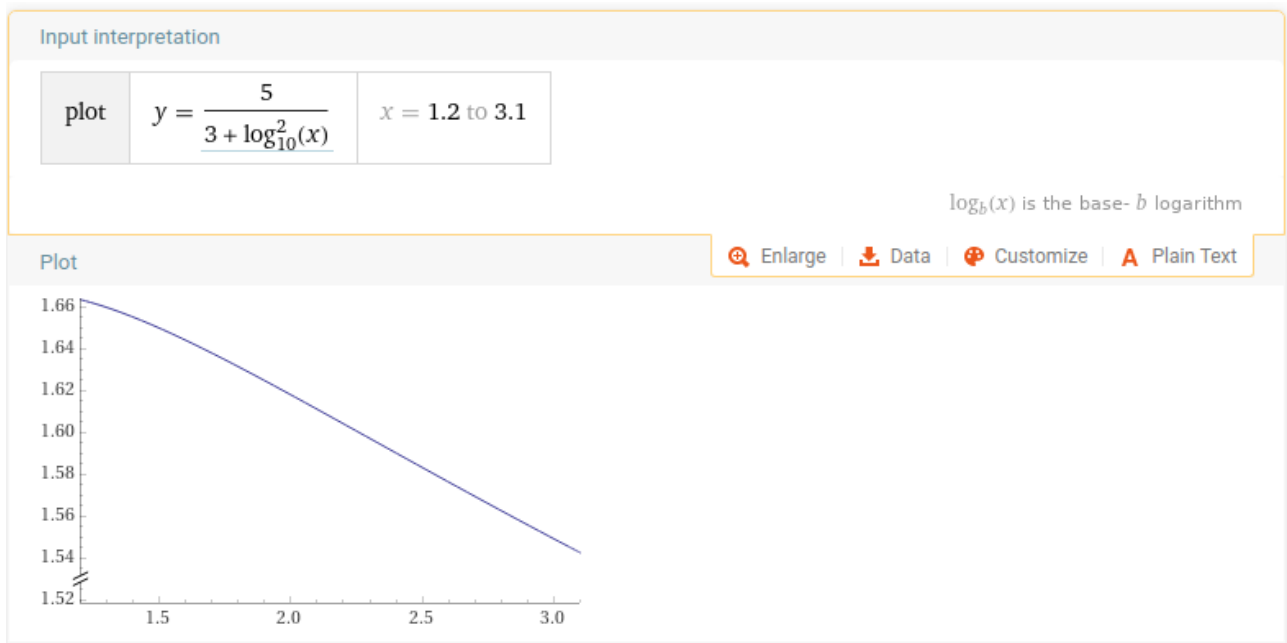 Input interpretation
plot y = 5 / (3 + log₁₀²(x)) x = 1.2 to 3.1
log_b(x) is the base- b logarithm
Plot
Enlarge Data Customize A Plain Text
1.66
1.64
1.62
1.60
1.58
1.56
1.54
1.52
1.5 2.0 2.5 3.0